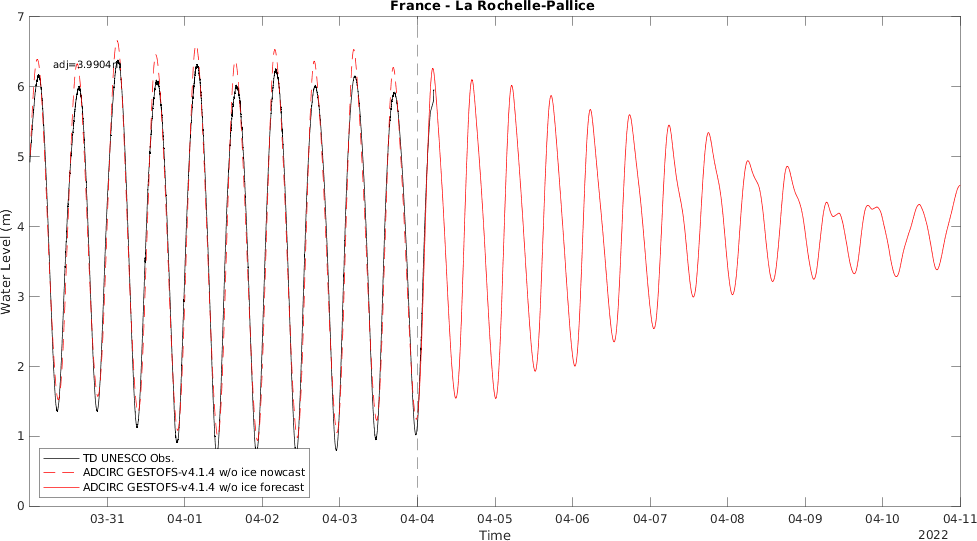 France - La Rochelle-Pallice
7
6
5
4
3
2
1
0
Water Level (m)
adj=3.9904
TD UNESCO Obs.
ADCIRC GESTOFS-v4.1.4 w/o ice nowcast
ADCIRC GESTOFS-v4.1.4 w/o ice forecast
03-31 04-01 04-02 04-03 04-04 04-05 04-06 04-07 04-08 04-09 04-10 04-11
Time
2022